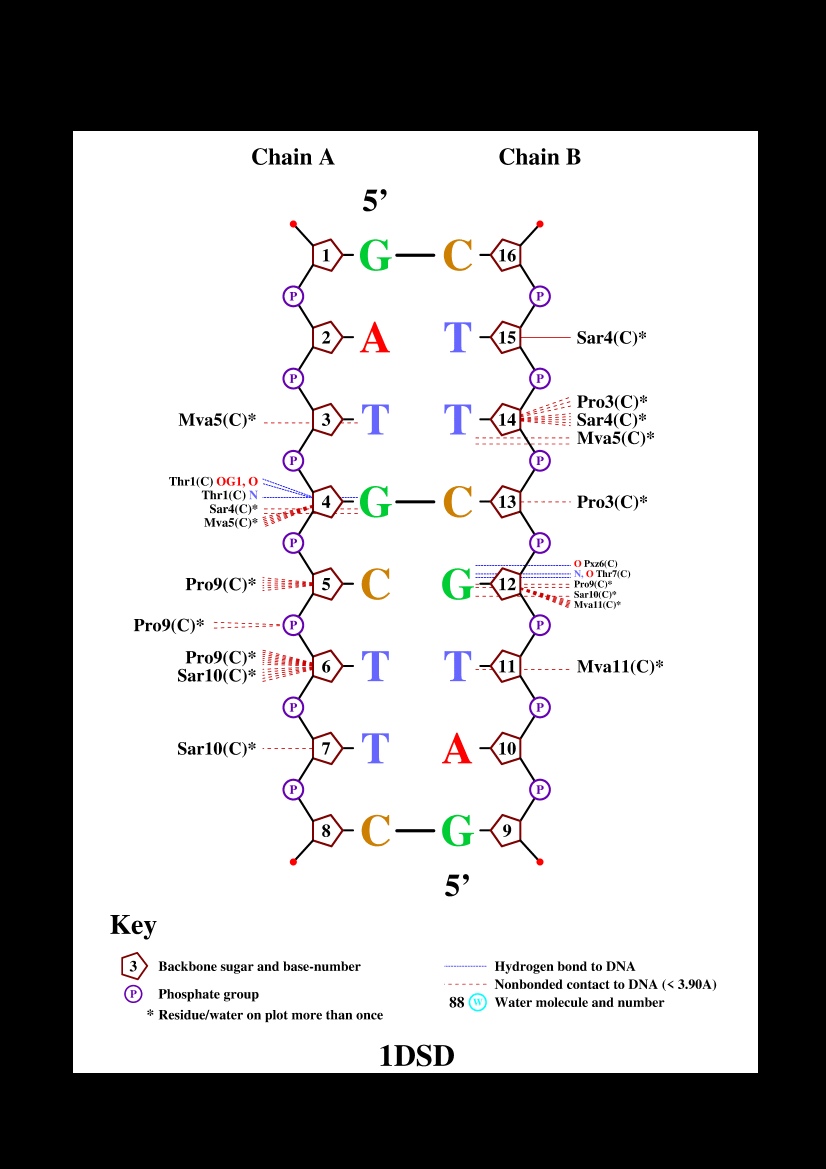 Chain A Chain B
5’
1 G C 16
P P
2 A T 15 Sar4(C)*
P P
Pro3(C)*
Mva5(C)* 3 T T 14 Sar4(C)*
Mva5(C)*
P P
Thr1(C) OG1, O
Thr1(C) N
4 G C 13 Pro3(C)*
Sar4(C)*
Mva5(C)*
P P
O Pxz6(C)
N, O Thr7(C)
Pro9(C)* 5 C G 12 Pro9(C)*
Sar10(C)*
Mva11(C)*
Pro9(C)* P P
Pro9(C)*
6 T T 11 Mva11(C)*
Sar10(C)*
P P
Sar10(C)* 7 T A 10
P P
8 C G 9
5’
Key
3 Backbone sugar and base-number
P Phosphate group
* Residue/water on plot more than once
Hydrogen bond to DNA
Nonbonded contact to DNA (< 3.90A)
88 W Water molecule and number
1DSD